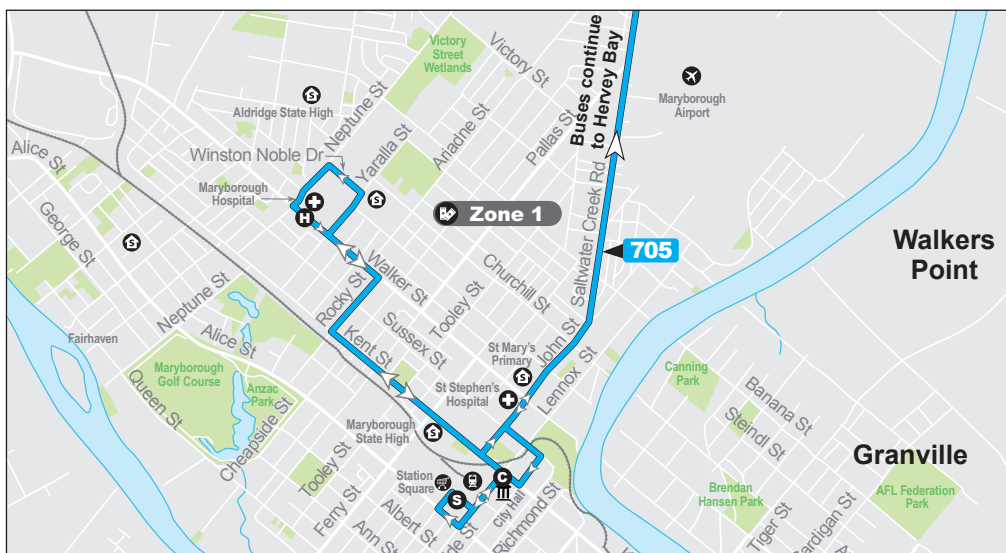 Victory
Street
Wetlands
Victory St
Buses continue
to Hervey Bay
Maryborough
Airport
S
Aldridge State High
Neptune St
Yaralla St
Ariadne St
Pallas St
Alice St
Winston Noble Dr
Maryborough
Hospital
H
S
Zone 1
Saltwater Creek Rd
705
Walkers
Point
George St
S
Walker St
Churchill St
Rocky St
Tooley St
Neptune St
Sussex St
Kent St
John St
Fairhaven
Alice St
St Mary's
Primary
S
Lennox St
Maryborough
Golf Course
Anzac
Park
Queen St
Cheapside St
St Stephen's
Hospital
Canning
Park
Banana St
Steindl St
Maryborough
State High
S
Tooley St
Granville
Station
Square
S
C
City Hall
Richmond St
Ferry St
Albert St
Ann St
Brendan
Hansen Park
AFL Federation
Park
Tiger St